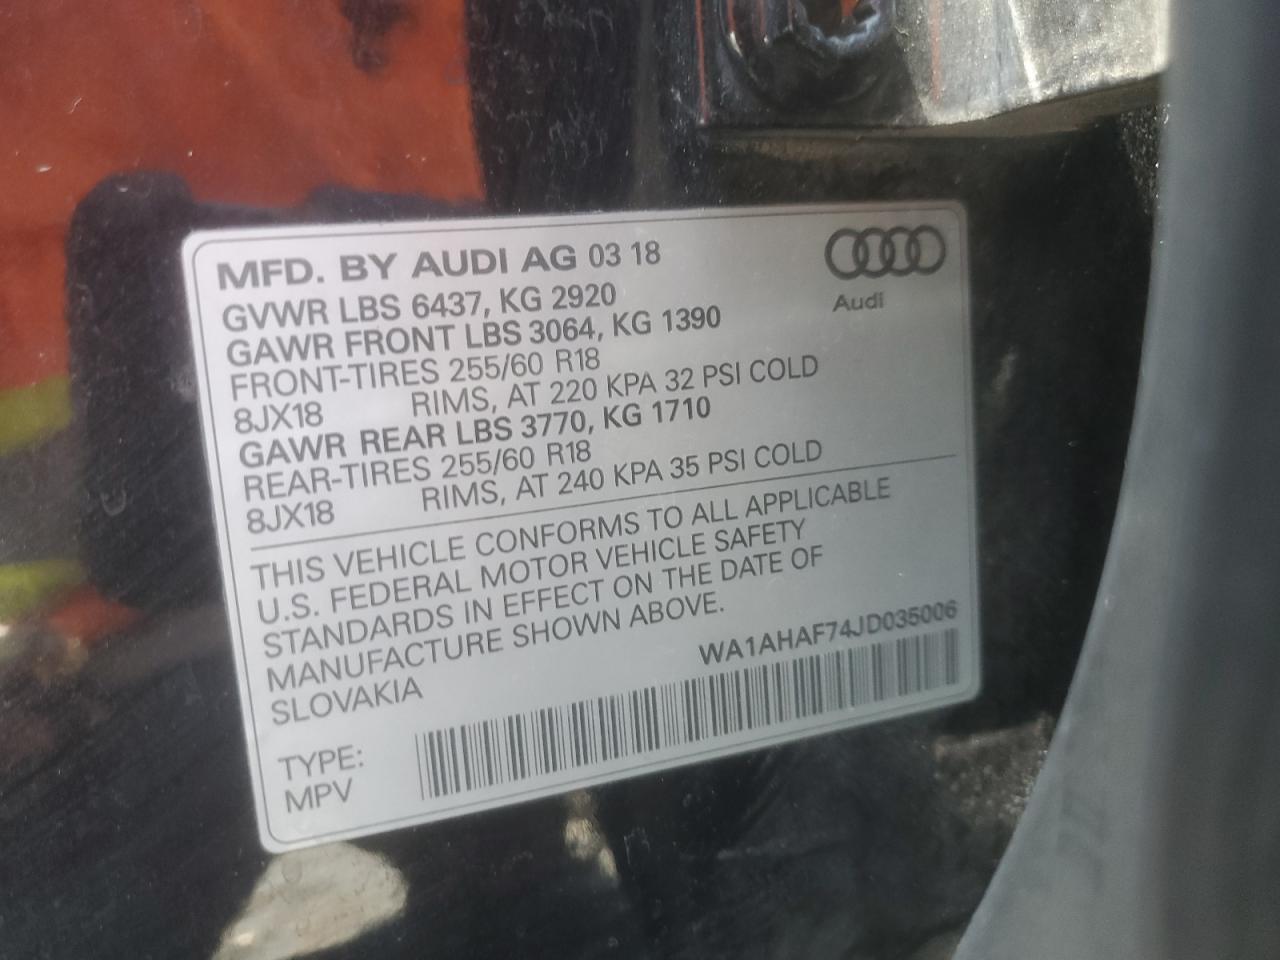 MFD. BY AUDI AG 03 18
Audi
GVWR LBS 6437, KG 2920
GAWR FRONT LBS 3064, KG 1390
FRONT-TIRES 255/60 R18
8JX18 RIMS, AT 220 KPA 32 PSI COLD
GAWR REAR LBS 3770, KG 1710
REAR-TIRES 255/60 R18
8JX18 RIMS, AT 240 KPA 35 PSI COLD
THIS VEHICLE CONFORMS TO ALL APPLICABLE
U.S. FEDERAL MOTOR VEHICLE SAFETY
STANDARDS IN EFFECT ON THE DATE OF
MANUFACTURE SHOWN ABOVE.
SLOVAKIA
WA1AHAF74JD035006
TYPE:
MPV